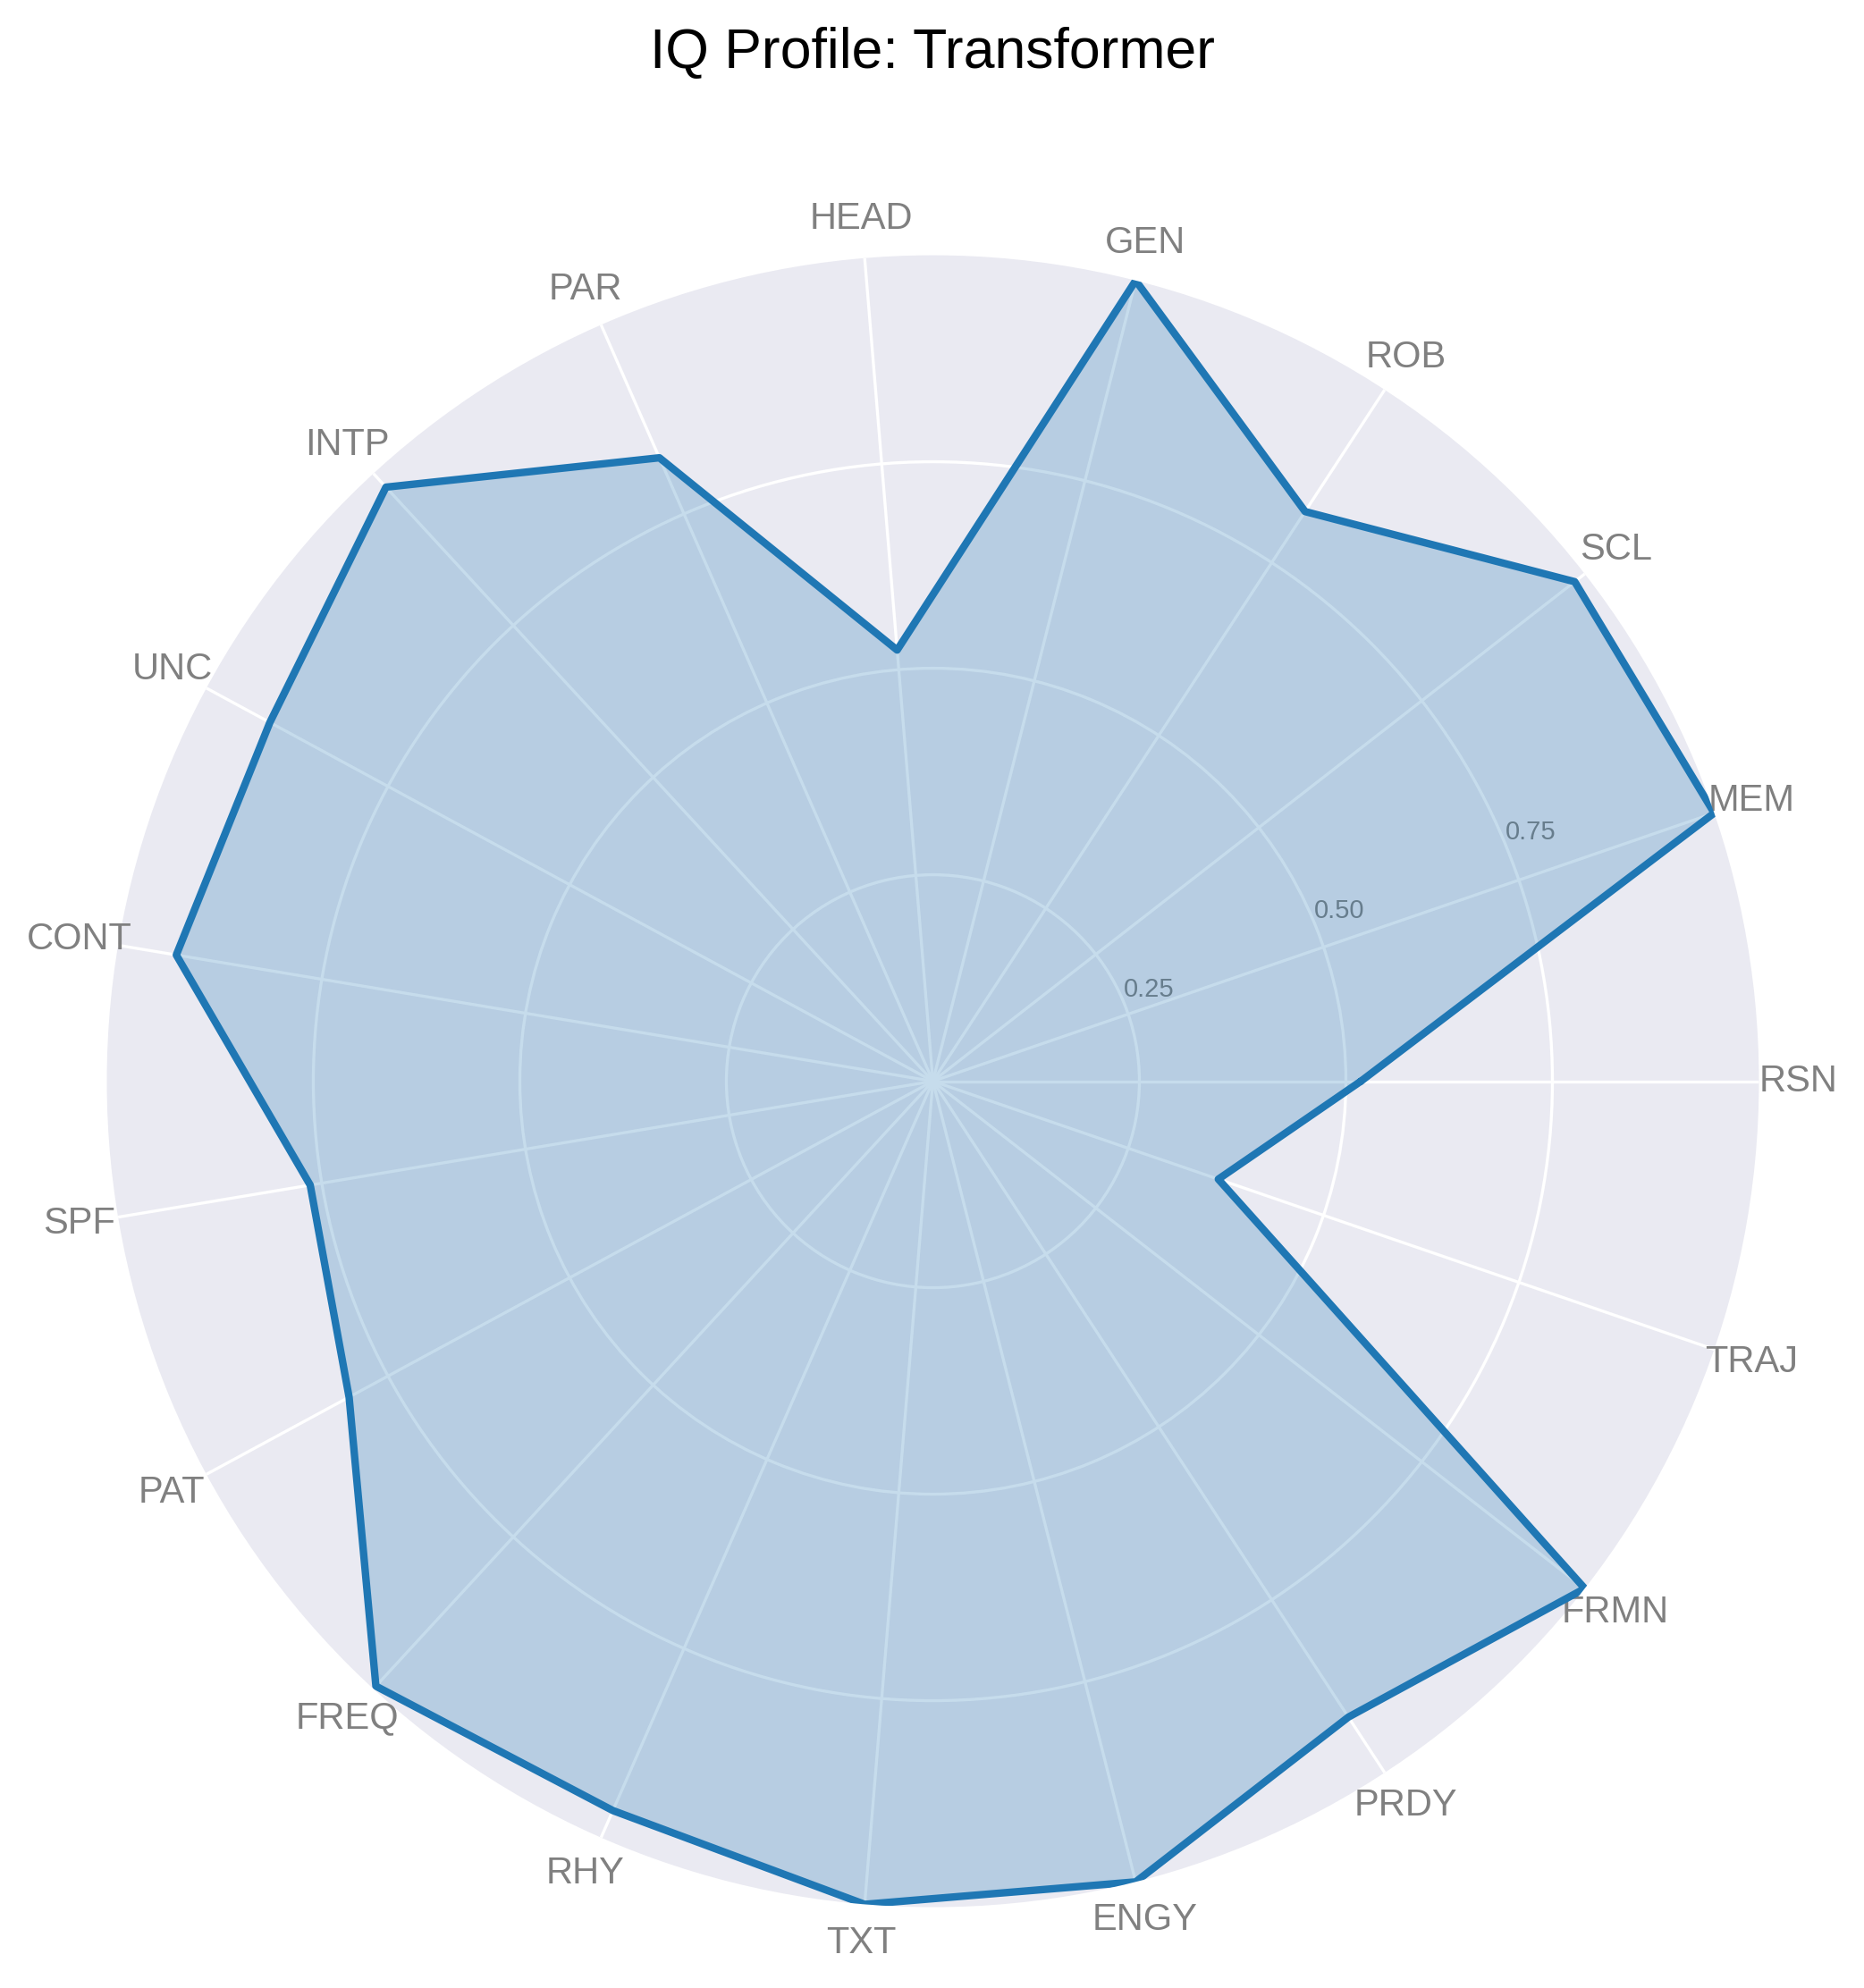 IQ Profile: Transformer
HEAD
GEN
PAR
ROB
INTP
SCL
UNC
MEM
0.75
0.50
CONT
0.25
RSN
SPF
TRAJ
PAT
FRMN
FREQ
PRDY
RHY
ENGY
TXT